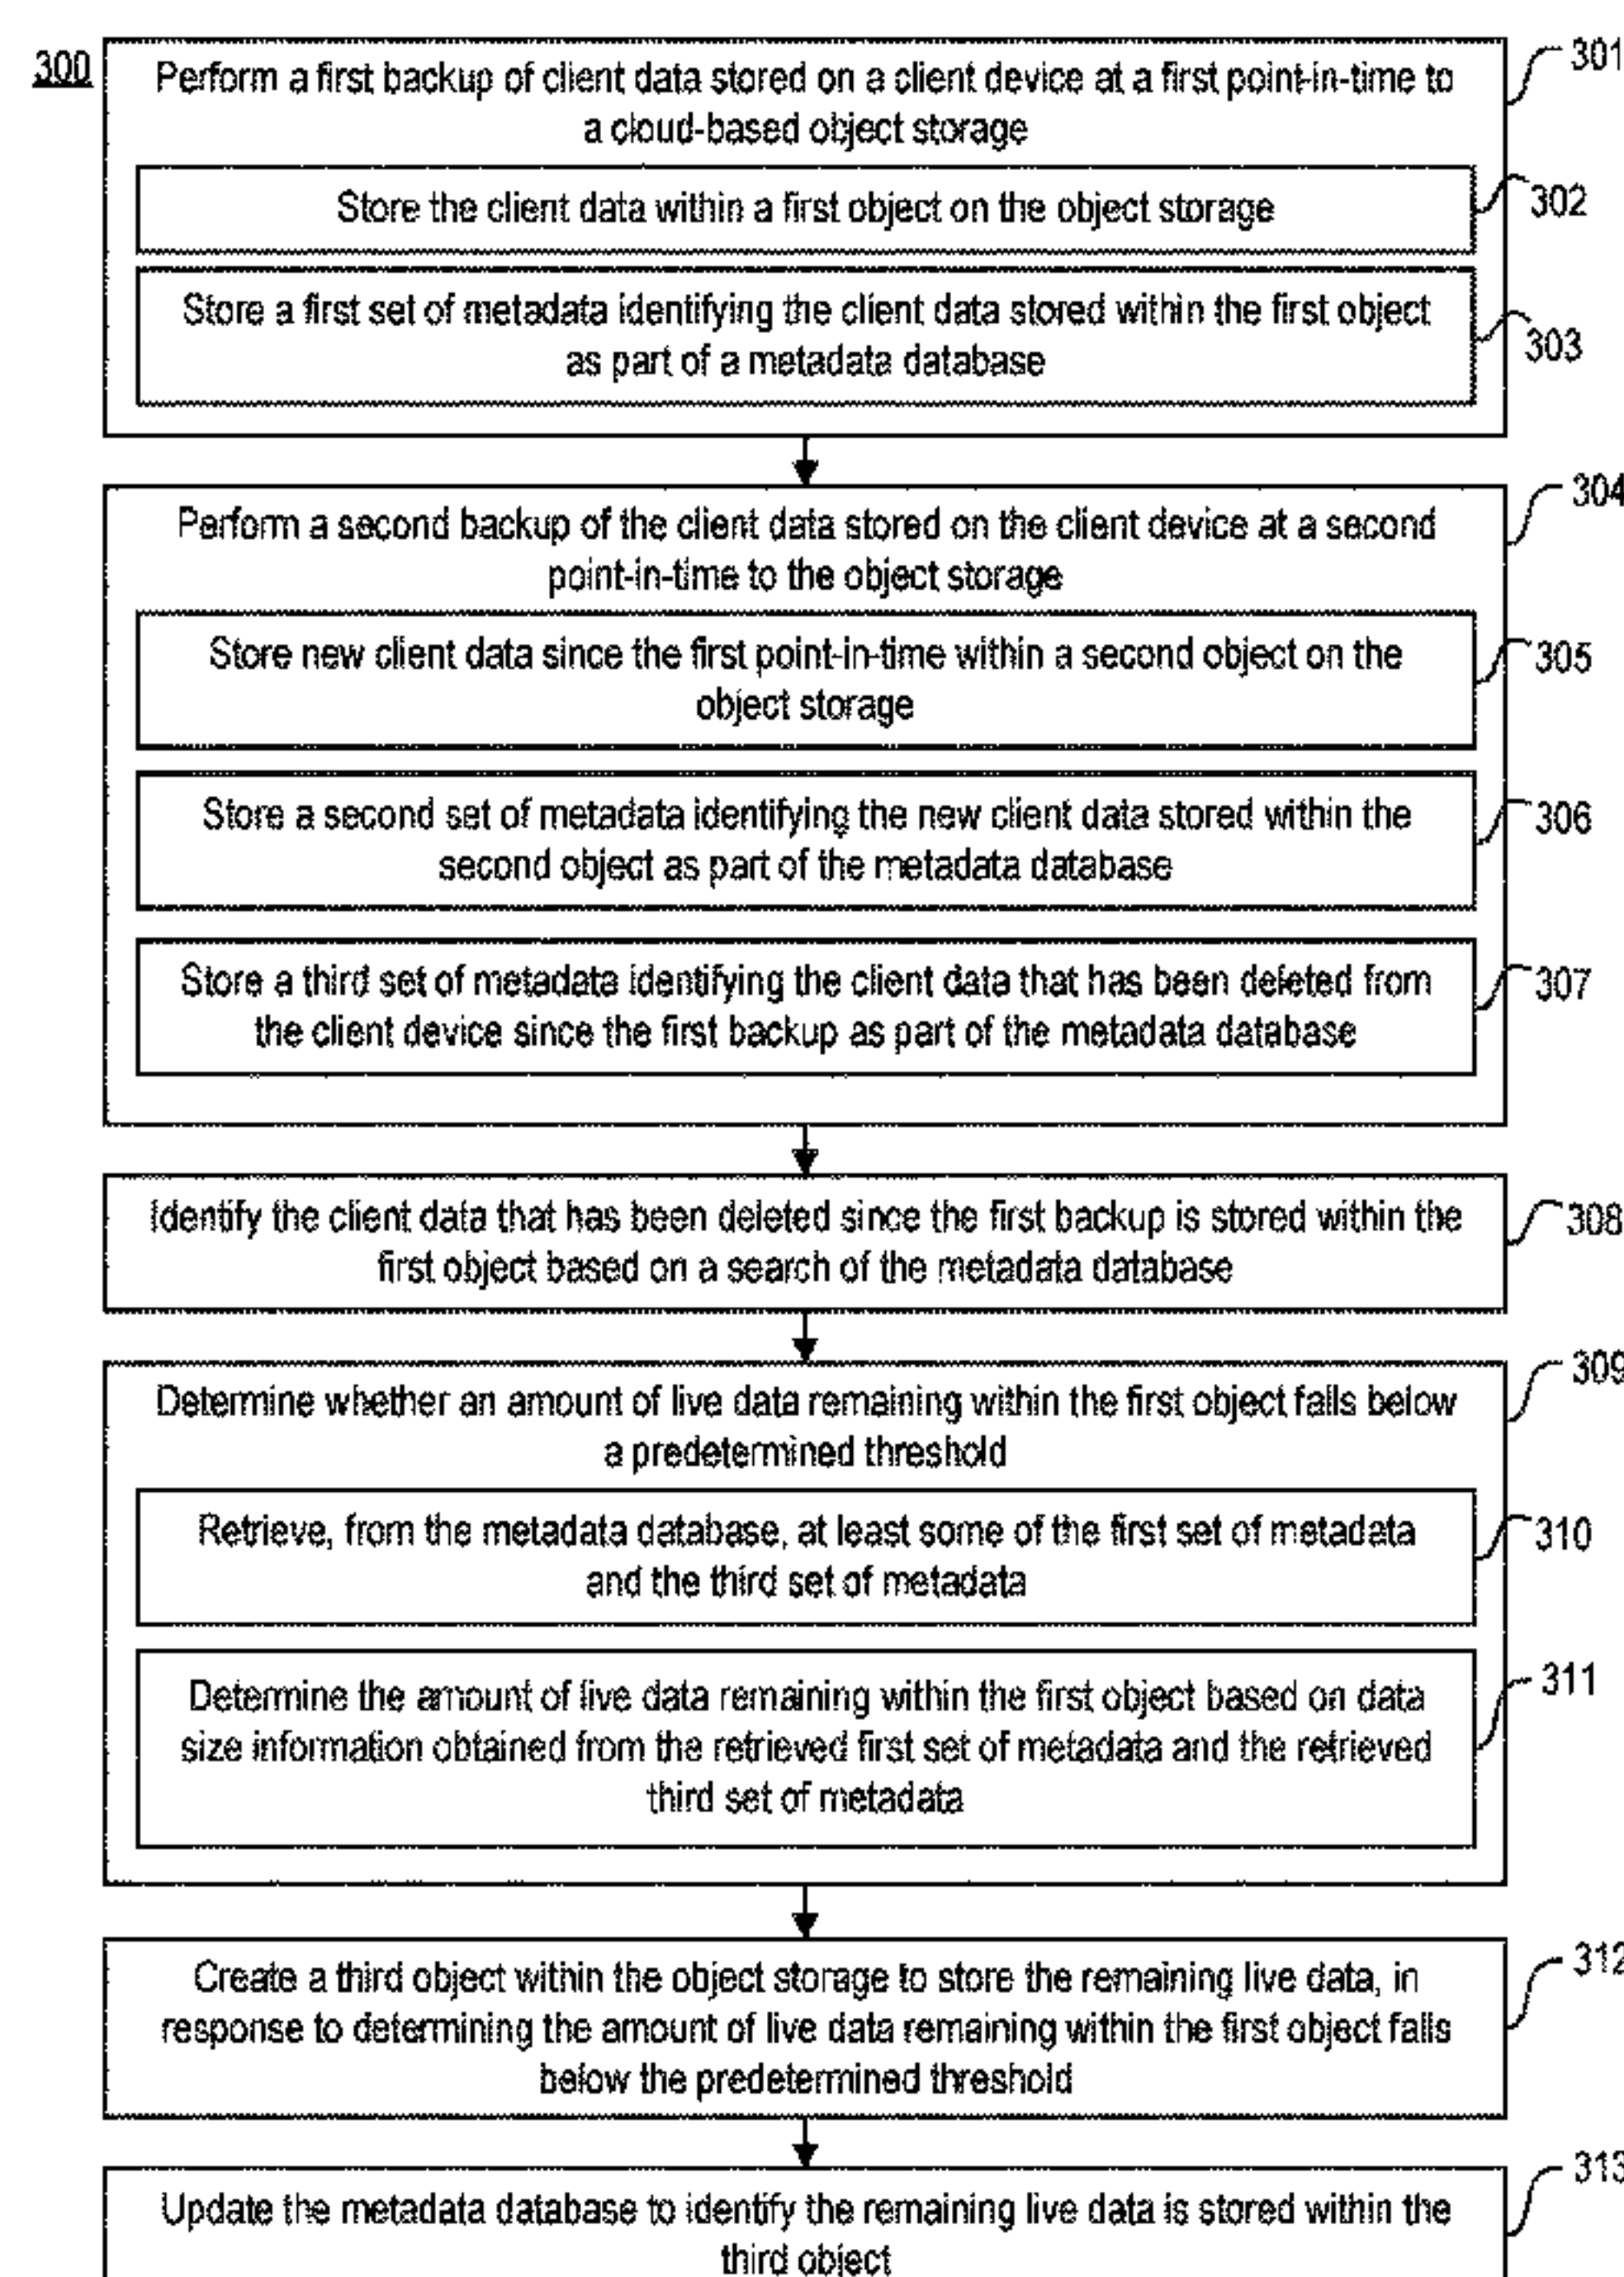 300
301
Perform a first backup of client data stored on a client device at a first point-in-time to
a cloud-based object storage
302
Store the client data within a first object on the object storage
303
Store a first set of metadata identifying the client data stored within the first object
as part of a metadata database
304
Perform a second backup of the client data stored on the client device at a second
point-in-time to the object storage
305
Store new client data since the first point-in-time within a second object on the
object storage
306
Store a second set of metadata identifying the new client data stored within the
second object as part of the metadata database
307
Store a third set of metadata identifying the client data that has been deleted from
the client device since the first backup as part of the metadata database
308
Identify the client data that has been deleted since the first backup is stored within the
first object based on a search of the metadata database
309
Determine whether an amount of live data remaining within the first object falls below
a predetermined threshold
310
Retrieve, from the metadata database, at least some of the first set of metadata
and the third set of metadata
311
Determine the amount of live data remaining within the first object based on data
size information obtained from the retrieved first set of metadata and the retrieved
third set of metadata
312
Create a third object within the object storage to store the remaining live data, in
response to determining the amount of live data remaining within the first object falls
below the predetermined threshold
313
Update the metadata database to identify the remaining live data is stored within the
third object